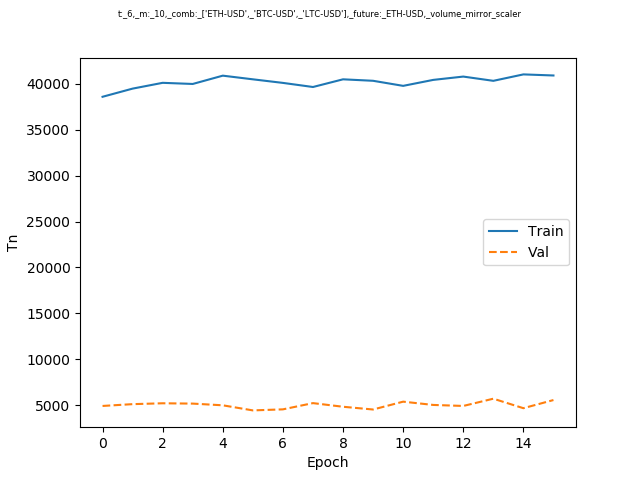 t:_6,_m:_10,_comb:_['ETH-USD',_'BTC-USD',_'LTC-USD'],_future:_ETH-USD,_volume_mirror_scaler
40000
35000
30000
25000
20000
15000
10000
5000
Tn
Train
Val
0 2 4 6 8 10 12 14
Epoch